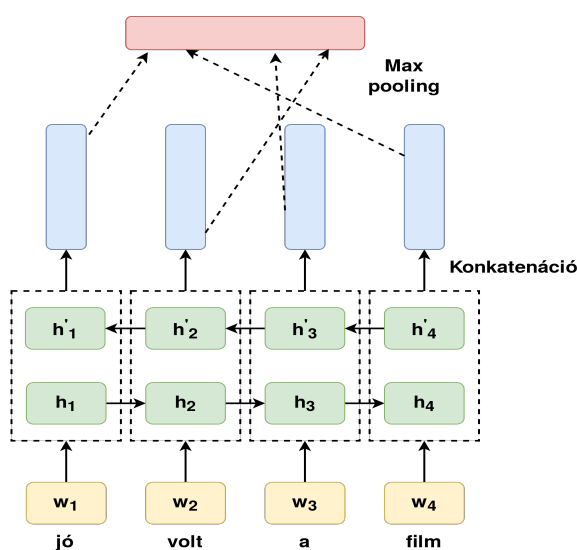 Max
pooling
Konkatenáció
h'1 h'2 h'3 h'4
h1 h2 h3 h4
w1 w2 w3 w4
jó volt a film